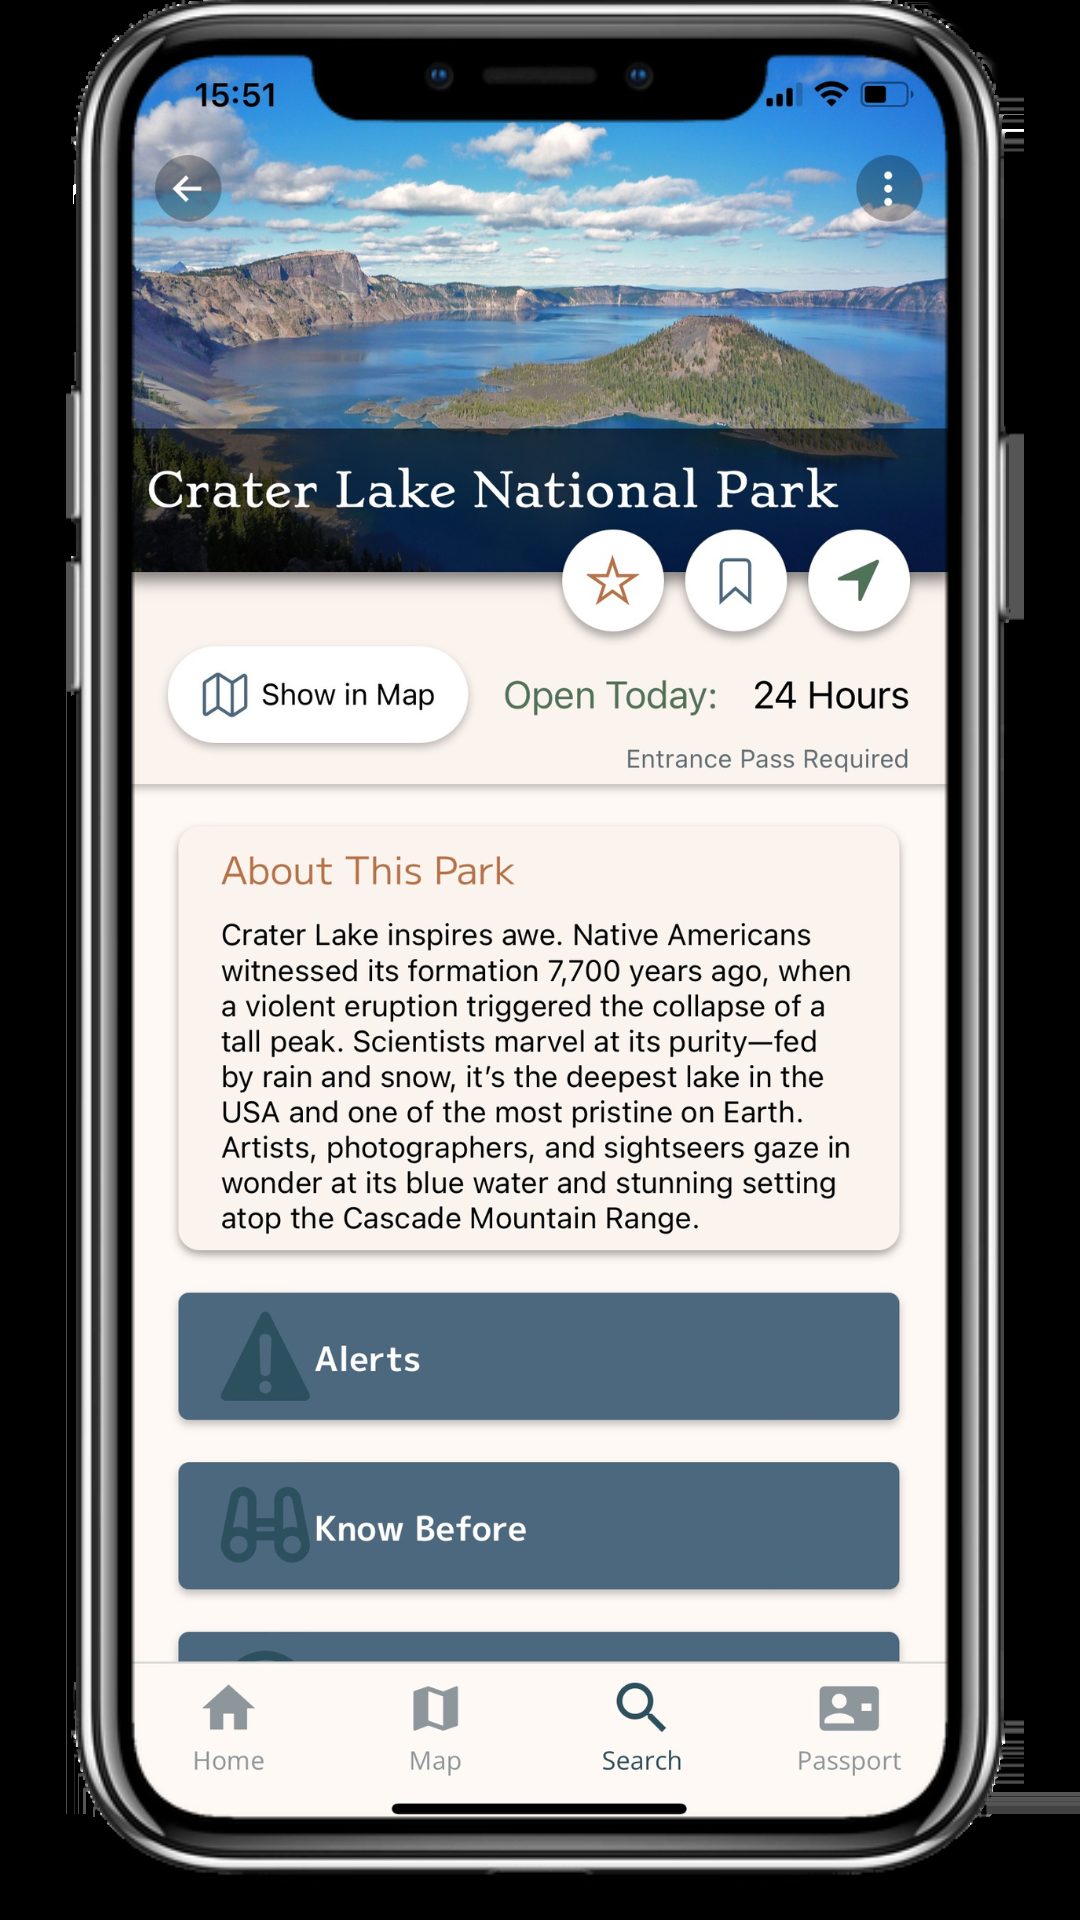 15:51
Crater Lake National Park
Show in Map
Open Today: 24 Hours
Entrance Pass Required
About This Park
Crater Lake inspires awe. Native Americans
witnessed its formation 7,700 years ago, when
a violent eruption triggered the collapse of a
tall peak. Scientists marvel at its purity—fed
by rain and snow, it’s the deepest lake in the
USA and one of the most pristine on Earth.
Artists, photographers, and sightseers gaze in
wonder at its blue water and stunning setting
atop the Cascade Mountain Range.
Alerts
Know Before
Home
Map
Search
Passport